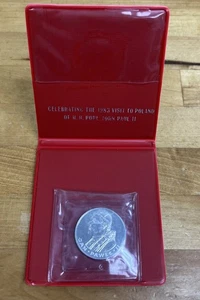 CELEBRATING THE 1983 VISIT TO POLAND
OF H.H. POPE JOHN PAUL II